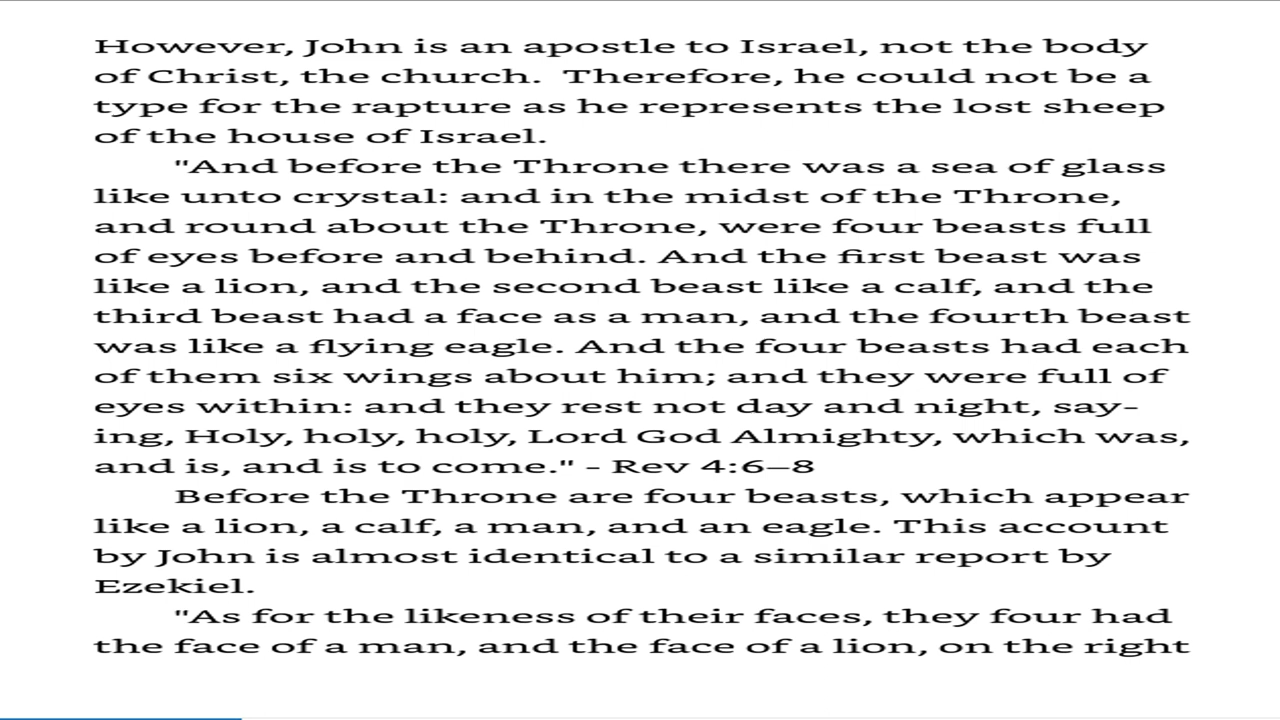 However, John is an apostle to Israel, not the body
of Christ, the church.  Therefore, he could not be a
type for the rapture as he represents the lost sheep
of the house of Israel.
"And before the Throne there was a sea of glass
like unto crystal: and in the midst of the Throne,
and round about the Throne, were four beasts full
of eyes before and behind. And the first beast was
like a lion, and the second beast like a calf, and the
third beast had a face as a man, and the fourth beast
was like a flying eagle. And the four beasts had each
of them six wings about him; and they were full of
eyes within: and they rest not day and night, say-
ing, Holy, holy, holy, Lord God Almighty, which was,
and is, and is to come." - Rev 4:6–8
Before the Throne are four beasts, which appear
like a lion, a calf, a man, and an eagle. This account
by John is almost identical to a similar report by
Ezekiel.
"As for the likeness of their faces, they four had
the face of a man, and the face of a lion, on the right